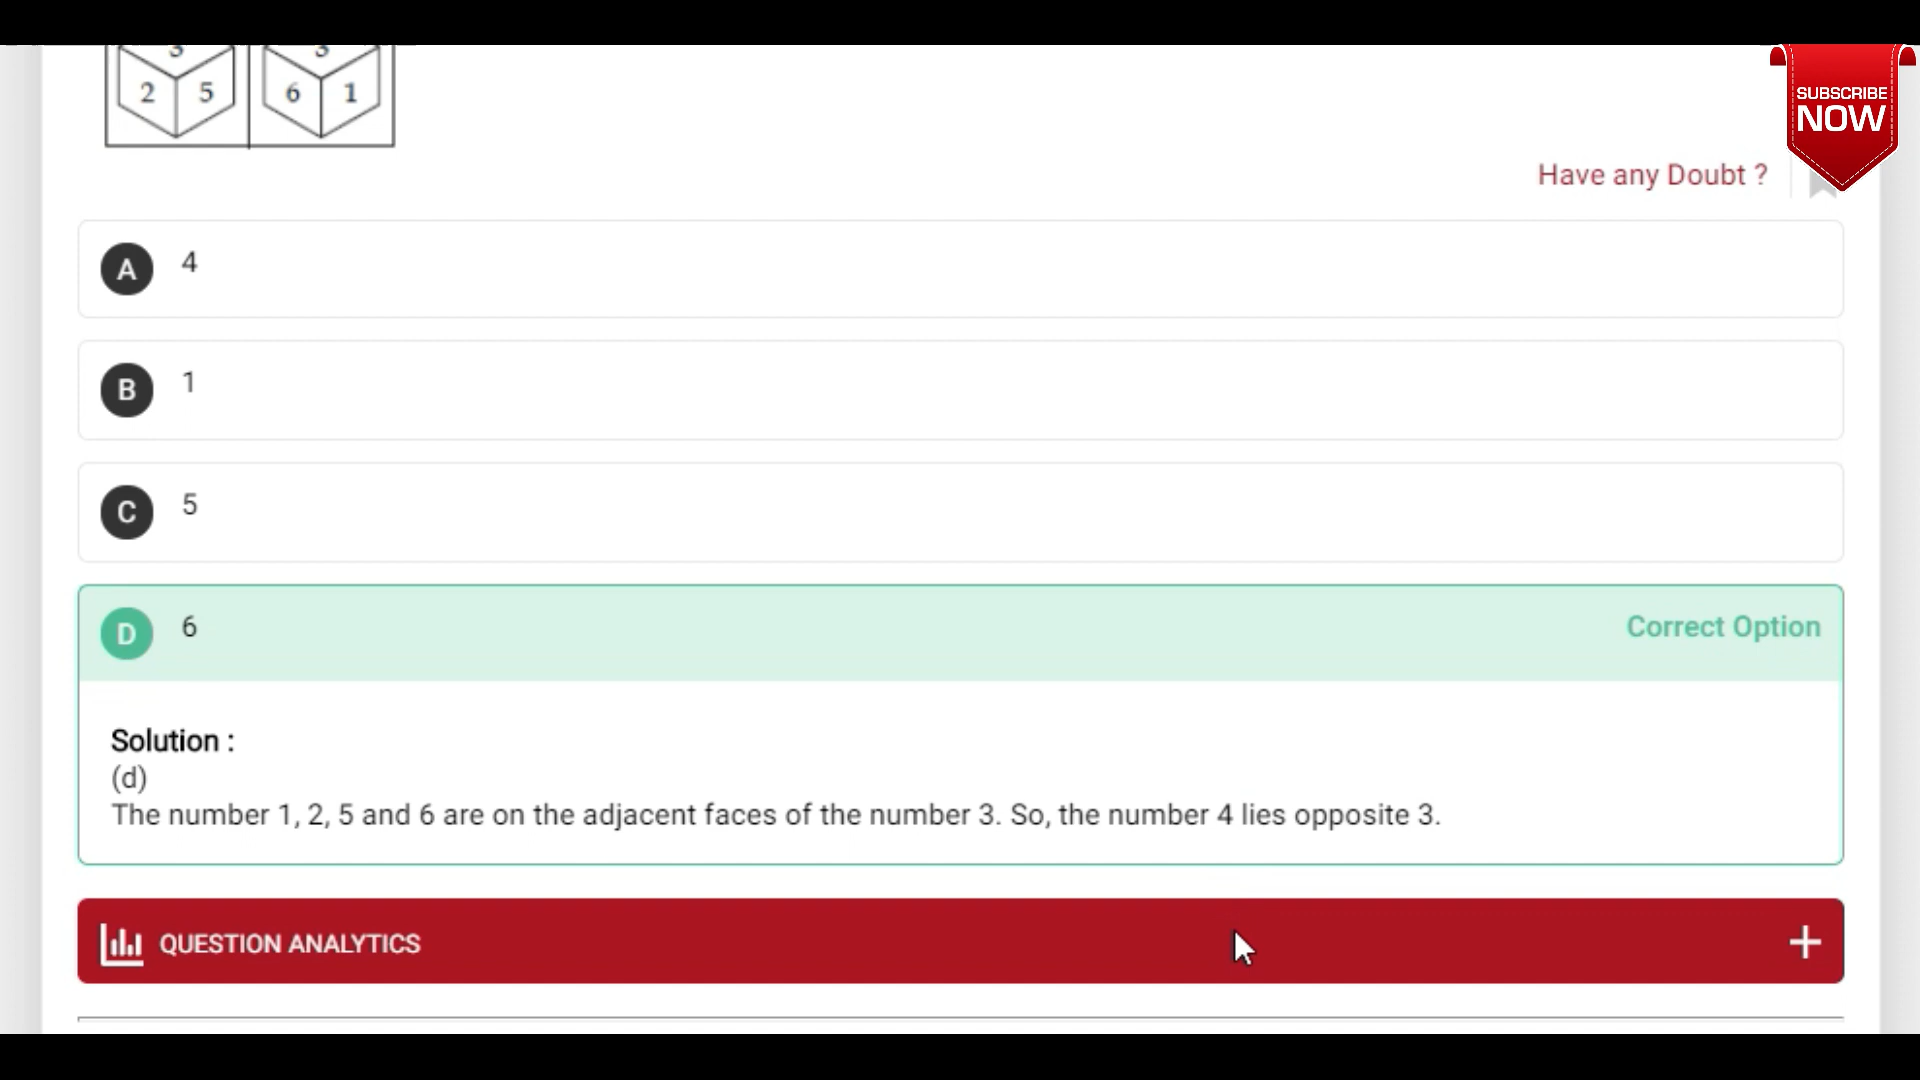 3 3
2 5 6 1
SUBSCRIBE
NOW
Have any Doubt ?
A 4
B 1
C 5
D 6 Correct Option
Solution :
(d)
The number 1, 2, 5 and 6 are on the adjacent faces of the number 3. So, the number 4 lies opposite 3.
QUESTION ANALYTICS +